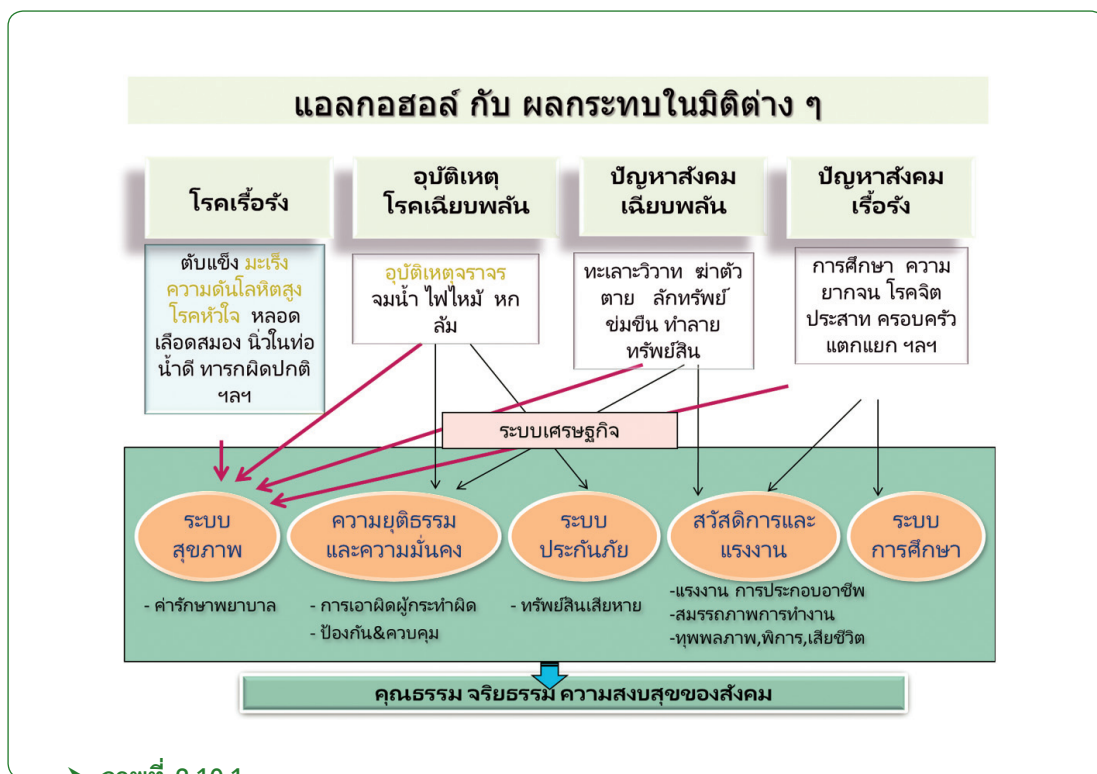 แอลกอฮอล์ กับ ผลกระทบในมิติต่าง ๆ
โรคเรื้อรัง
อุบัติเหตุ
โรคเฉียบพลัน
ปัญหาสังคม
เฉียบพลัน
ปัญหาสังคม
เรื้อรัง
ตับแข็ง มะเร็ง
ความดันโลหิตสูง
โรคหัวใจ หลอด
เลือดสมอง นิ่วในท่อ
น้ำดี ทารกผิดปกติ
ฯลฯ
อุบัติเหตุจราจร
จมน้ำ ไฟไหม้ หก
ล้ม
ทะเลาะวิวาท ฆ่าตัว
ตาย ลักทรัพย์
ข่มขืน ทำลาย
ทรัพย์สิน
การศึกษา ความ
ยากจน โรคจิต
ประสาท ครอบครัว
แตกแยก ฯลฯ
ระบบเศรษฐกิจ
ระบบ
สุขภาพ
ความยุติธรรม
และความมั่นคง
ระบบ
ประกันภัย
สวัสดิการและ
แรงงาน
ระบบ
การศึกษา
- ค่ารักษาพยาบาล
- การเอาผิดผู้กระทำผิด
- ป้องกัน&ควบคุม
- ทรัพย์สินเสียหาย
-แรงงาน การประกอบอาชีพ
-สมรรถภาพการทำงาน
-ทุพพลภาพ,พิการ,เสียชีวิต
คุณธรรม จริยธรรม ความสงบสุขของสังคม